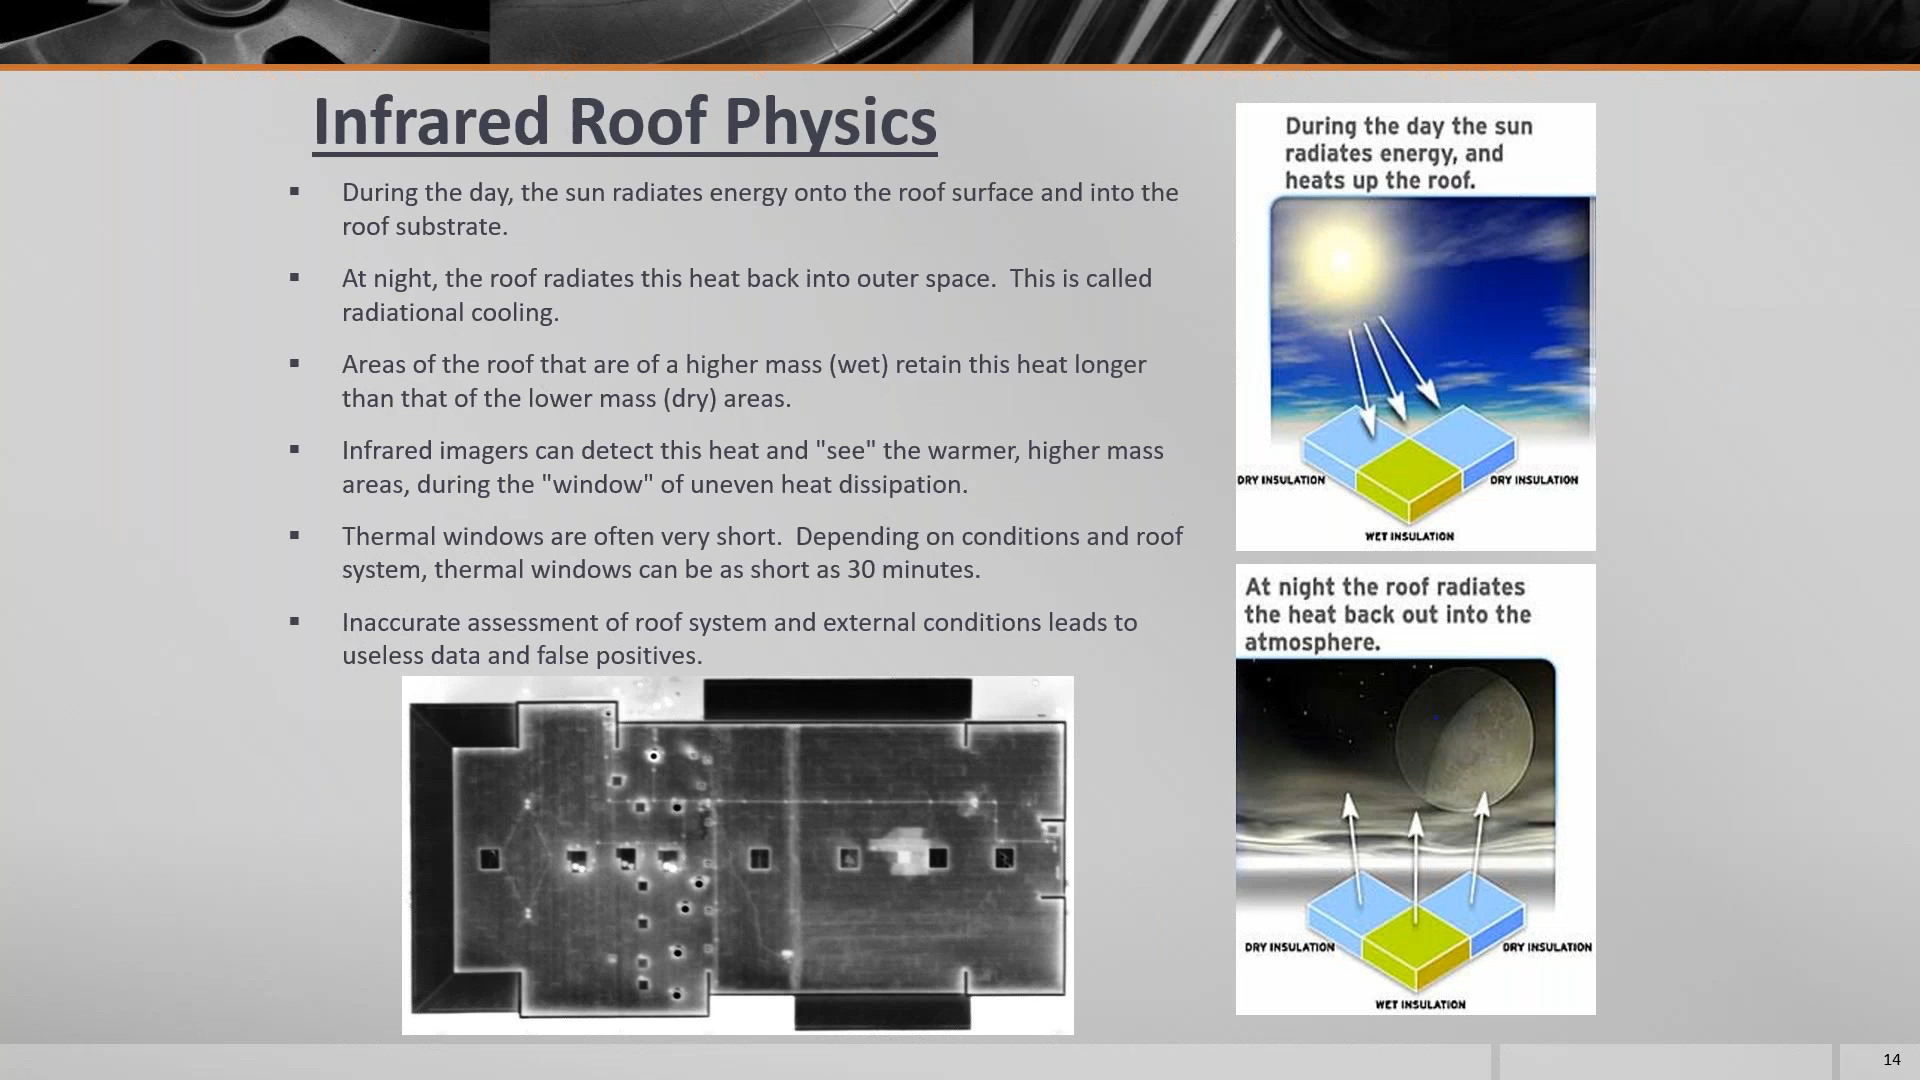 Infrared Roof Physics
▪ During the day, the sun radiates energy onto the roof surface and into the
roof substrate.
▪ At night, the roof radiates this heat back into outer space.  This is called
radiational cooling.
▪ Areas of the roof that are of a higher mass (wet) retain this heat longer
than that of the lower mass (dry) areas.
▪ Infrared imagers can detect this heat and "see" the warmer, higher mass
areas, during the "window" of uneven heat dissipation.
▪ Thermal windows are often very short.  Depending on conditions and roof
system, thermal windows can be as short as 30 minutes.
▪ Inaccurate assessment of roof system and external conditions leads to
useless data and false positives.
During the day the sun
radiates energy, and
heats up the roof.
DRY INSULATION
DRY INSULATION
WET INSULATION
At night the roof radiates
the heat back out into the
atmosphere.
DRY INSULATION
DRY INSULATION
WET INSULATION
14